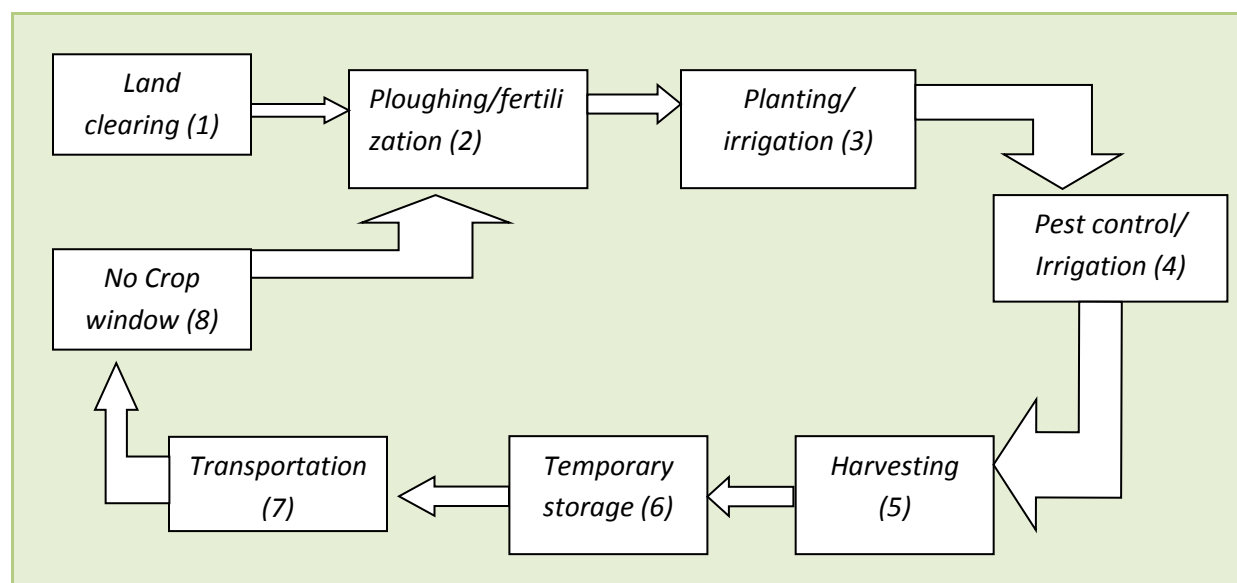 Land
clearing (1)
Ploughing/fertili
zation (2)
Planting/
irrigation (3)
Pest control/
Irrigation (4)
No Crop
window (8)
Transportation
(7)
Temporary
storage (6)
Harvesting
(5)